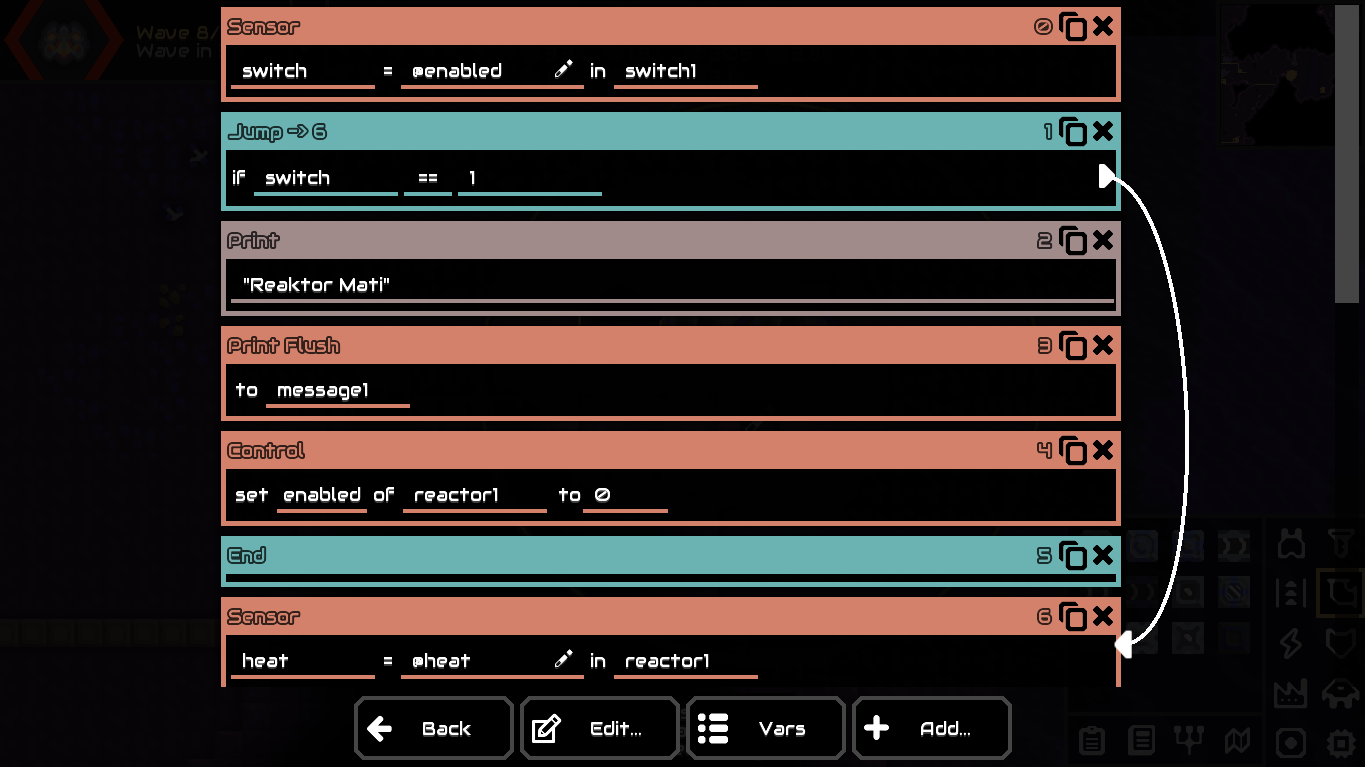 Wave 8/
Wave in
Sensor 0
switch = @enabled in switch1
Jump -> 6 1
if switch == 1
Print 2
"Reaktor Mati"
Print Flush 3
to message1
Control 4
set enabled of reactor1 to 0
End 5
Sensor 6
heat = @heat in reactor1
Back Edit... Vars Add...